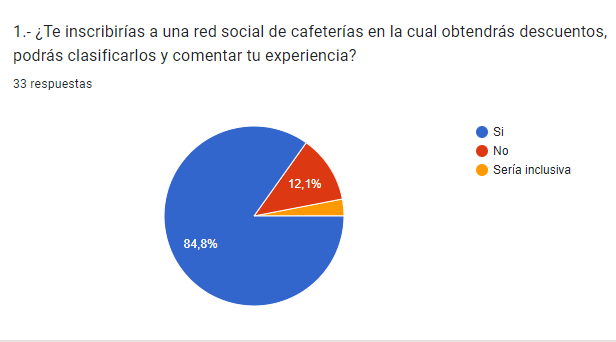 1.- ¿Te inscribirías a una red social de cafeterías en la cual obtendrás descuentos,
podrás clasificarlos y comentar tu experiencia?
33 respuestas
Si
No
Sería inclusiva
12,1%
84,8%